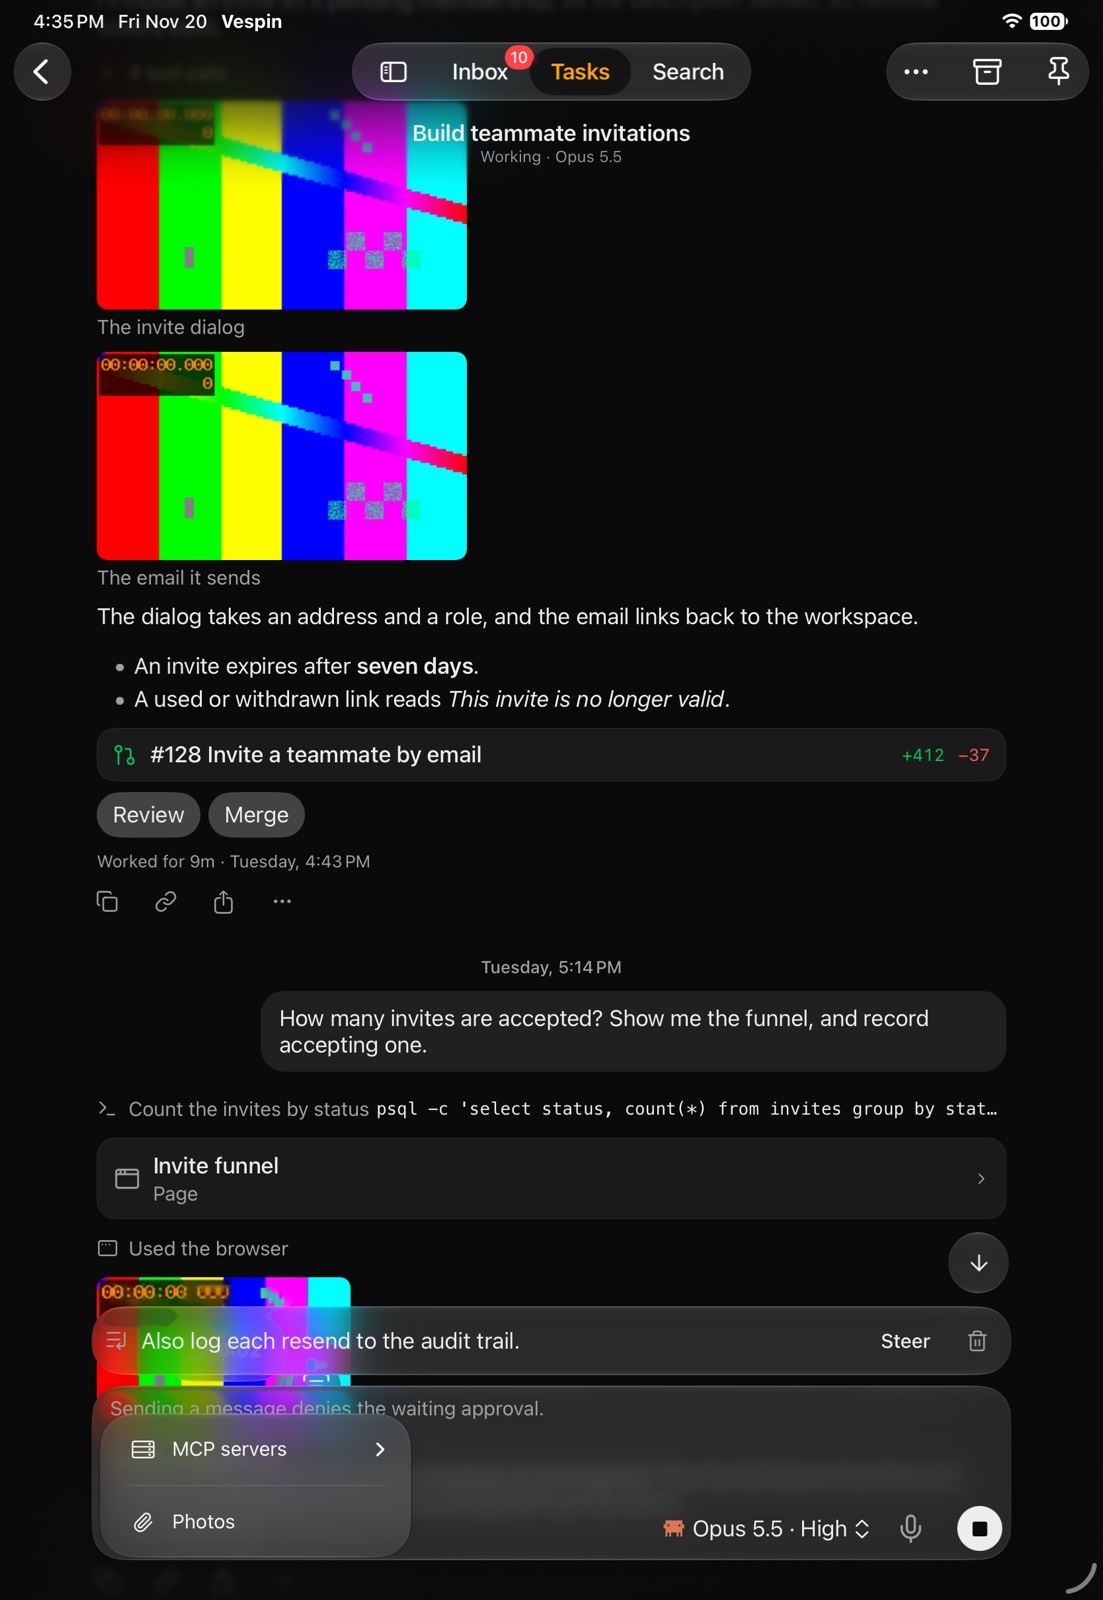 4:35 PM Fri Nov 20 Vespin
100
Inbox 10 Tasks Search
Build teammate invitations
Working · Opus 5.5
The invite dialog
00:00:00.000
0
The email it sends
The dialog takes an address and a role, and the email links back to the workspace.
• An invite expires after seven days.
• A used or withdrawn link reads This invite is no longer valid.
#128 Invite a teammate by email +412 −37
Review Merge
Worked for 9m · Tuesday, 4:43 PM
Tuesday, 5:14 PM
How many invites are accepted? Show me the funnel, and record
accepting one.
Count the invites by status psql -c 'select status, count(*) from invites group by stat…
Invite funnel
Page
Used the browser
Also log each resend to the audit trail. Steer
Sending a message denies the waiting approval.
MCP servers
Photos
Opus 5.5 · High